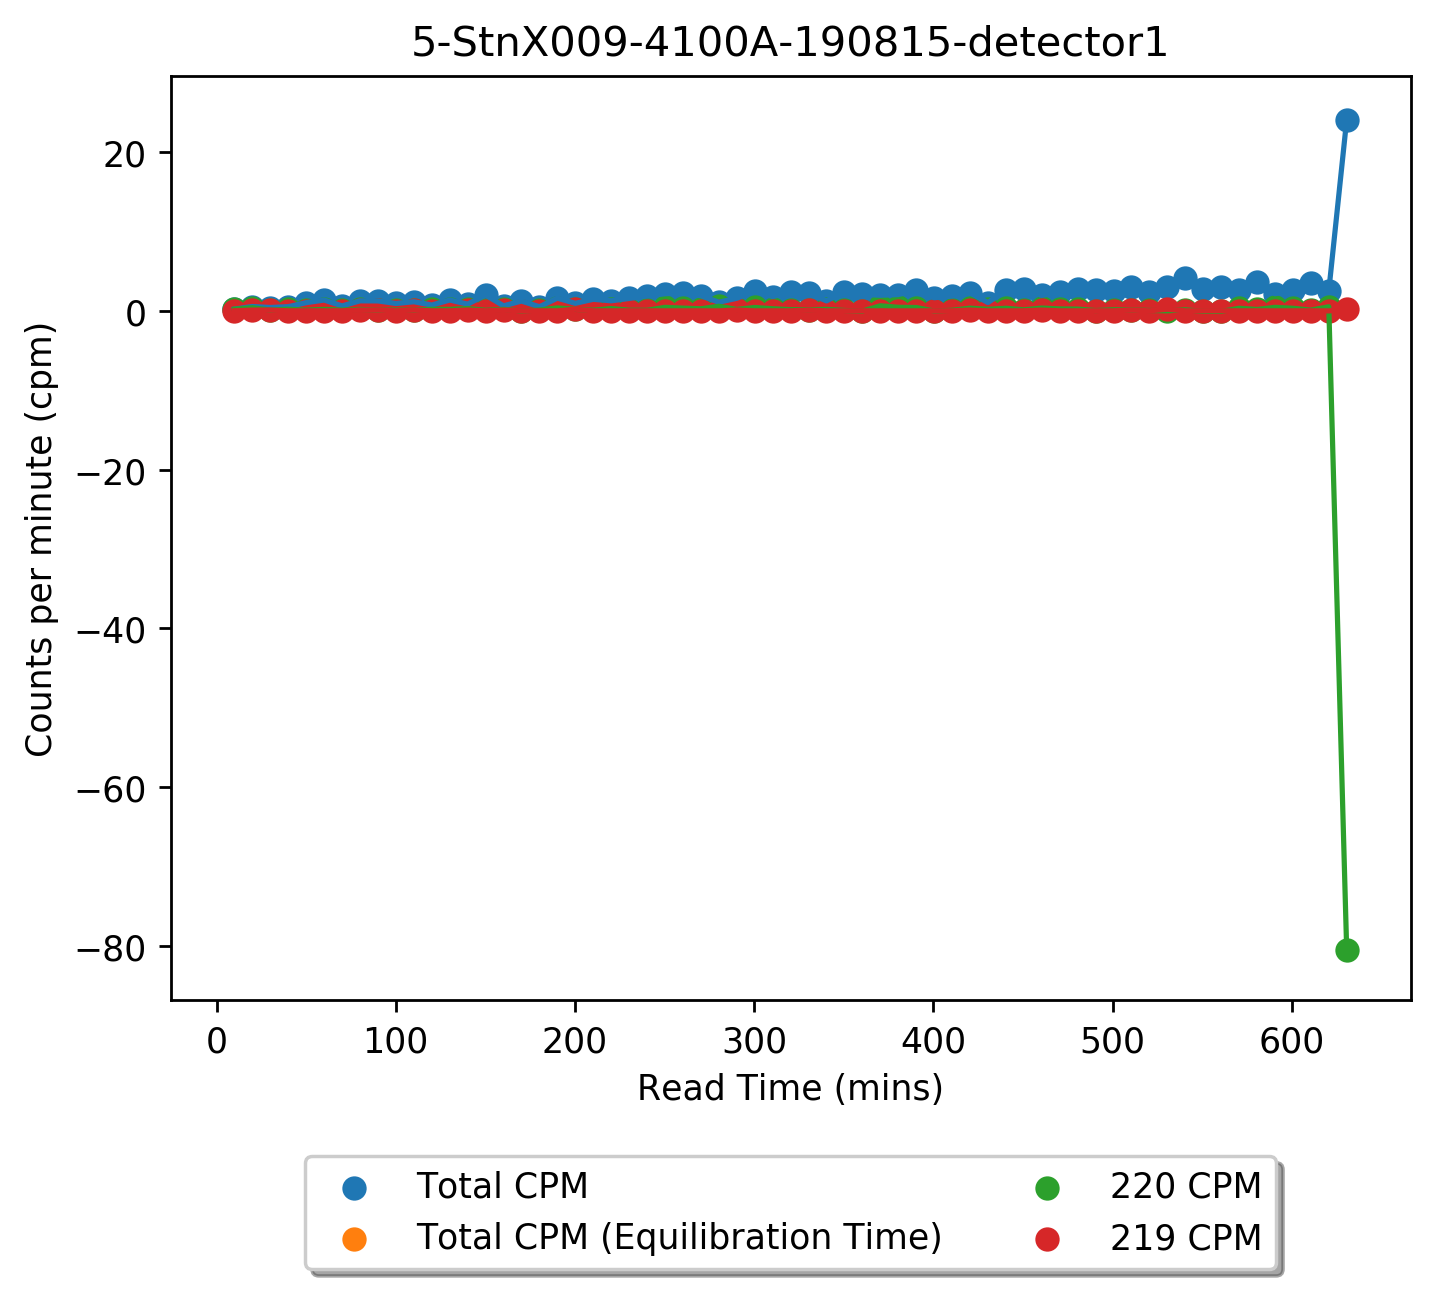 5-StnX009-4100A-190815-detector1
20
0
−20
−40
−60
−80
Counts per minute (cpm)
0 100 200 300 400 500 600
Read Time (mins)
Total CPM
Total CPM (Equilibration Time)
220 CPM
219 CPM